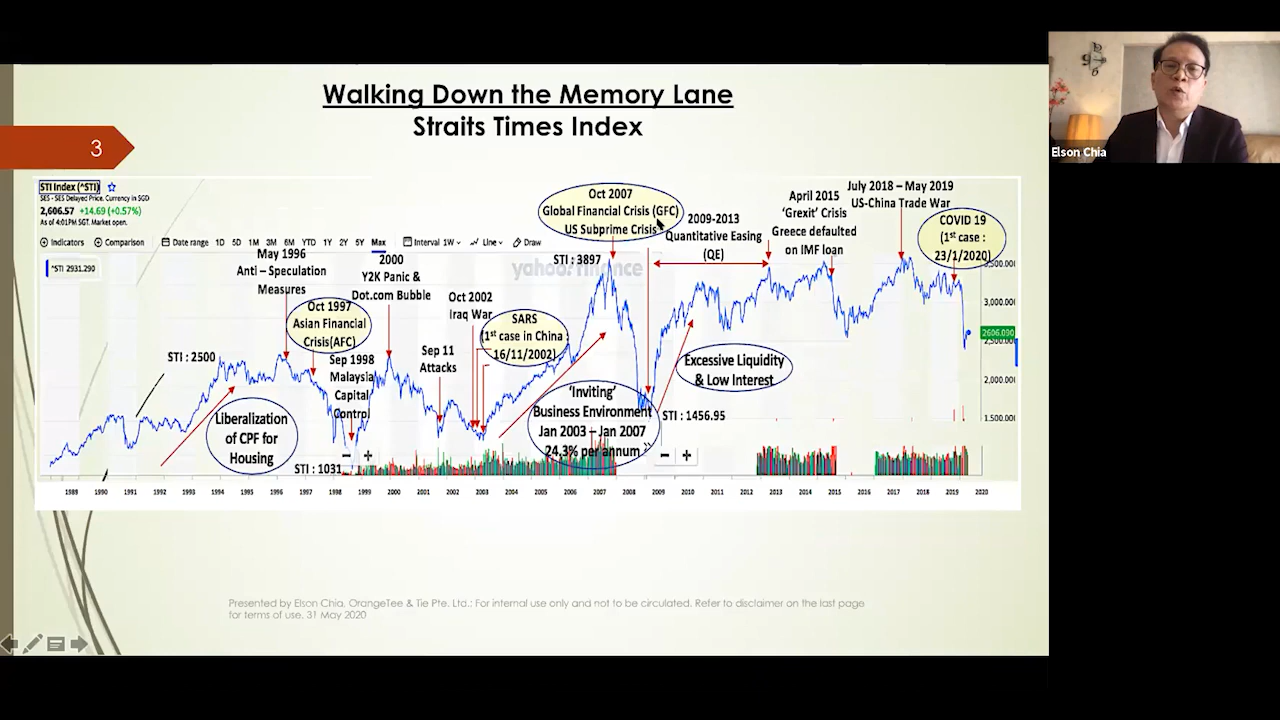 Walking Down the Memory Lane
Straits Times Index
3
Elson Chia
STI Index (^STI)
SES - SES Delayed Price. Currency in SGD
2,606.57 +14.69 (+0.57%)
As of 4:01PM SGT. Market open.
Indicators Comparison Date range 1D 5D 1M 3M 6M YTD 1Y 2Y 5Y Max Interval 1W Line Draw
^STI 2931.290
yahoo!finance
May 1996
Anti – Speculation
Measures
Oct 1997
Asian Financial
Crisis(AFC)
STI : 2500
Liberalization
of CPF for
Housing
Sep 1998
Malaysia
Capital
Control
STI : 1031
2000
Y2K Panic &
Dot.com Bubble
Sep 11
Attacks
Oct 2002
Iraq War
SARS
(1st case in China :
16/11/2002)
Oct 2007
Global Financial Crisis (GFC)
US Subprime Crisis
STI : 3897
‘Inviting’
Business Environment
Jan 2003 – Jan 2007
24.3% per annum
2009-2013
Quantitative Easing
(QE)
Excessive Liquidity
& Low Interest
STI : 1456.95
April 2015
‘Grexit’ Crisis
Greece defaulted
on IMF loan
July 2018 – May 2019
US-China Trade War
COVID 19
(1st case :
23/1/2020)
3,500.00
3,000.00
2606.090
2,500.00
2,000.00
1,500.00
1989 1990 1991 1992 1993 1994 1995 1996 1997 1998 1999 2000 2001 2002 2003 2004 2005 2006 2007 2008 2009 2010 2011 2012 2013 2014 2015 2016 2017 2018 2019 2020
Presented by Elson Chia, OrangeTee & Tie Pte. Ltd.: For internal use only and not to be circulated. Refer to disclaimer on the last page
for terms of use. 31 May 2020